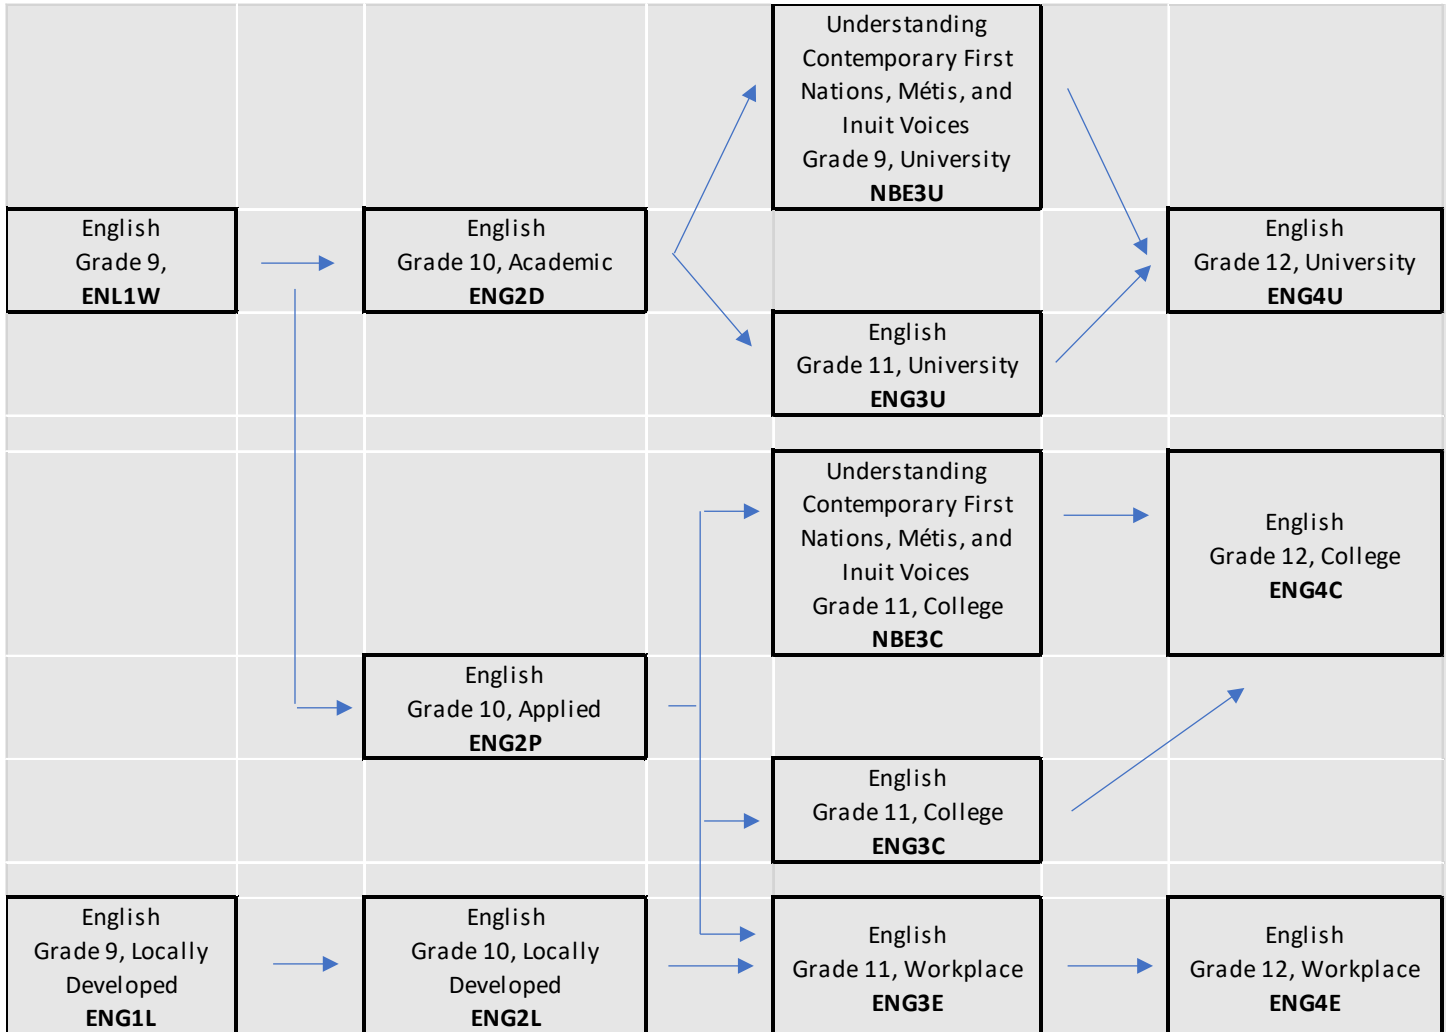 Understanding
Contemporary First
Nations, Métis, and
Inuit Voices
Grade 9, University
NBE3U
English
Grade 9,
ENL1W
English
Grade 10, Academic
ENG2D
English
Grade 12, University
ENG4U
English
Grade 11, University
ENG3U
Understanding
Contemporary First
Nations, Métis, and
Inuit Voices
Grade 11, College
NBE3C
English
Grade 12, College
ENG4C
English
Grade 10, Applied
ENG2P
English
Grade 11, College
ENG3C
English
Grade 9, Locally
Developed
ENG1L
English
Grade 10, Locally
Developed
ENG2L
English
Grade 11, Workplace
ENG3E
English
Grade 12, Workplace
ENG4E